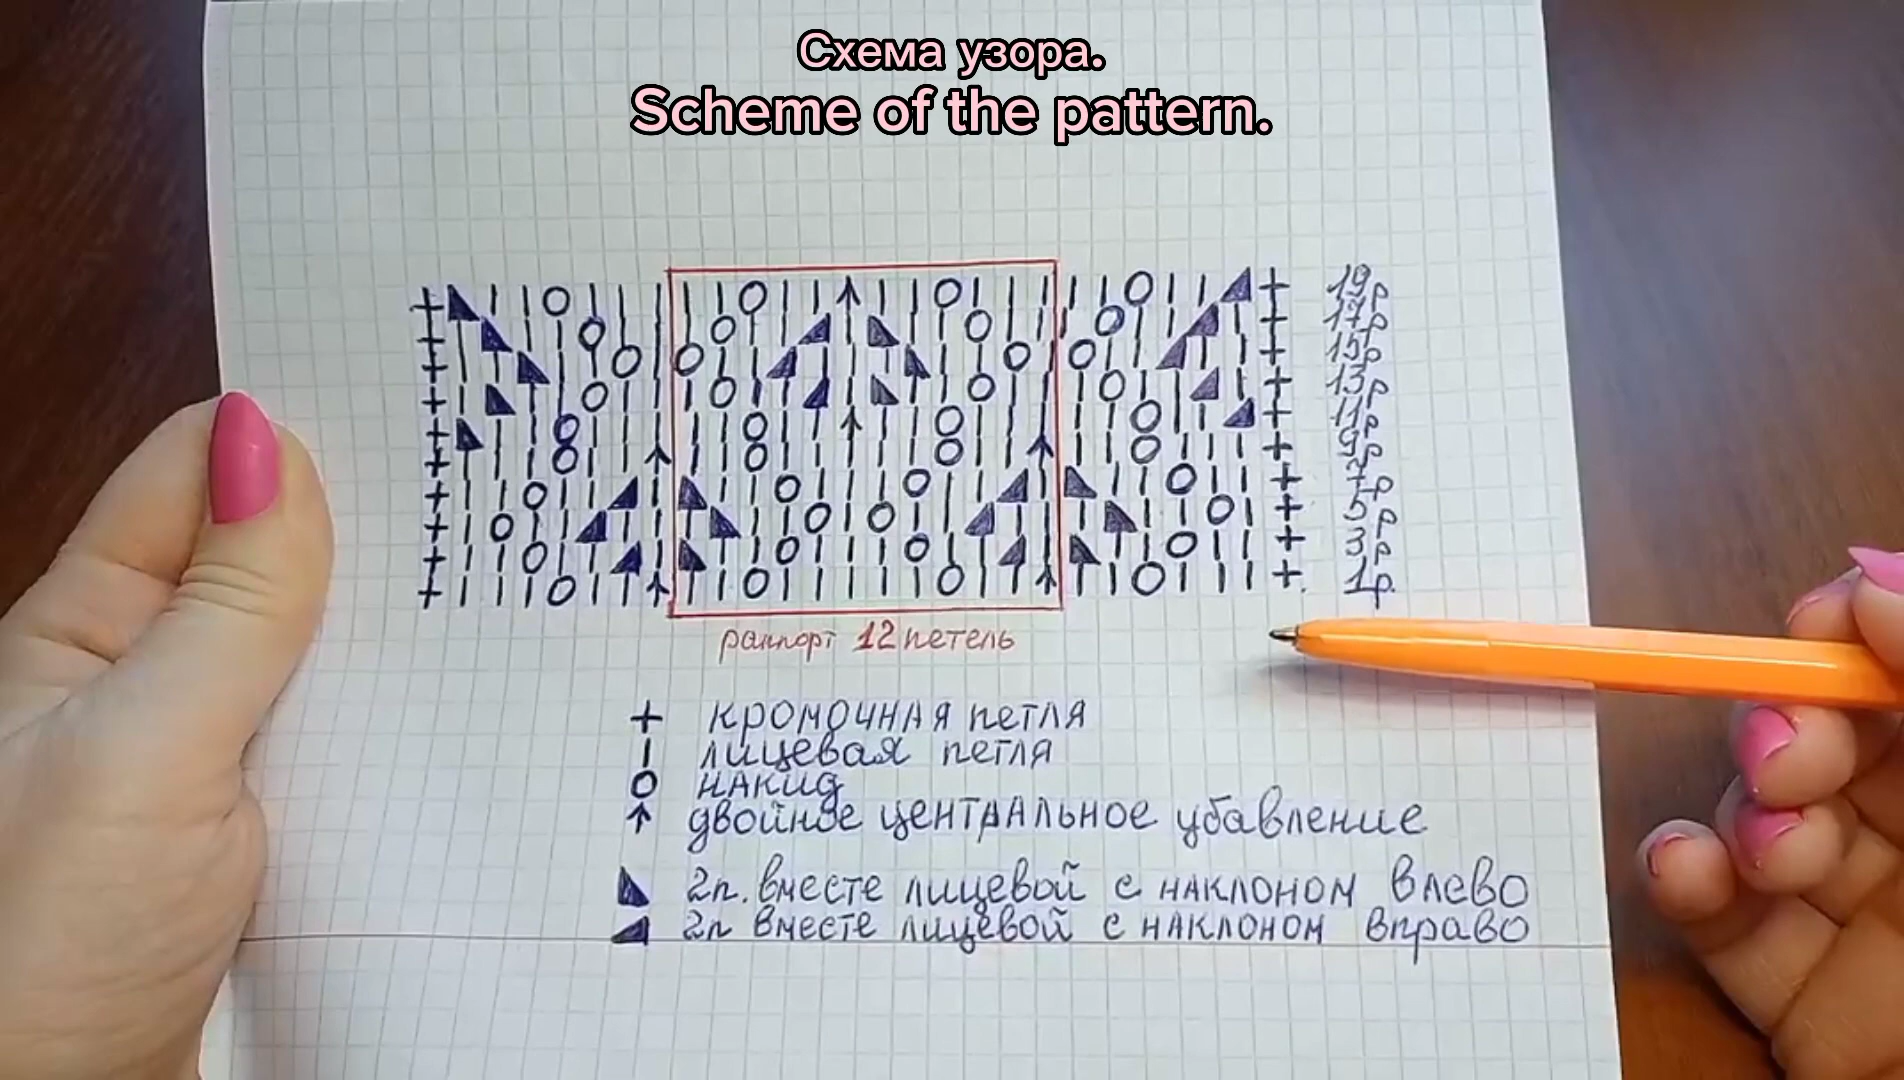 Схема узора.
Scheme of the pattern.
19р
17р
15р
13р
11р
9р
7р
5р
3р
1р.
раппорт 12 петель
+ кромочная петля
| лицевая петля
O накид
↑ двойное центральное убавление
◣ 2п. вместе лицевой с наклоном влево
◢ 2п вместе лицевой с наклоном вправо